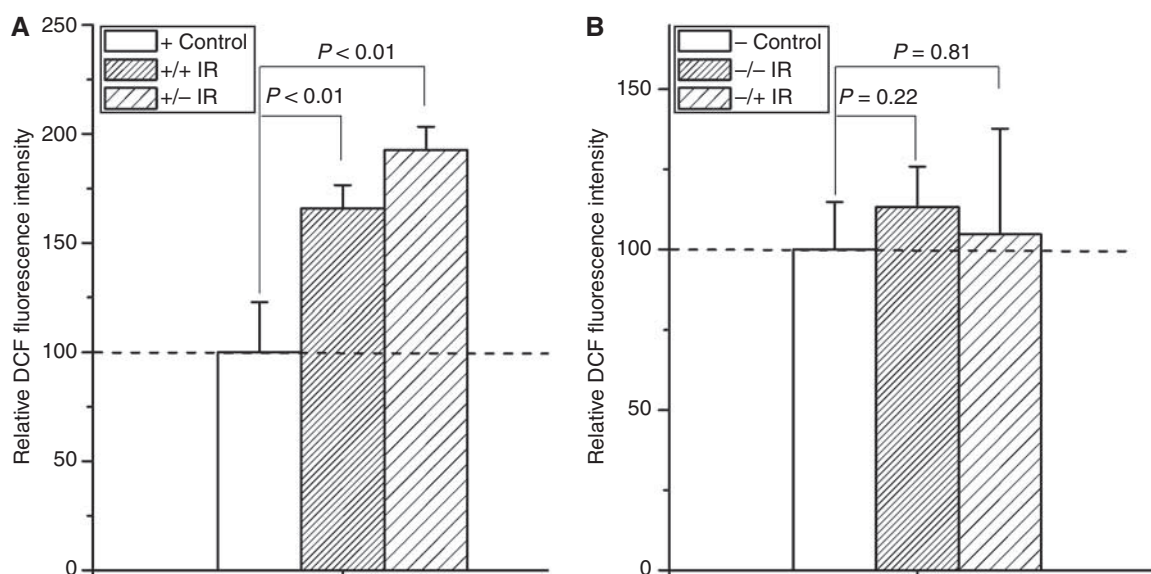 A
250
200
150
100
50
0
Relative DCF fluorescence intensity
+ Control
+/+ IR
+/– IR
P < 0.01
P < 0.01
B
150
100
50
0
Relative DCF fluorescence intensity
– Control
–/– IR
–/+ IR
P = 0.81
P = 0.22